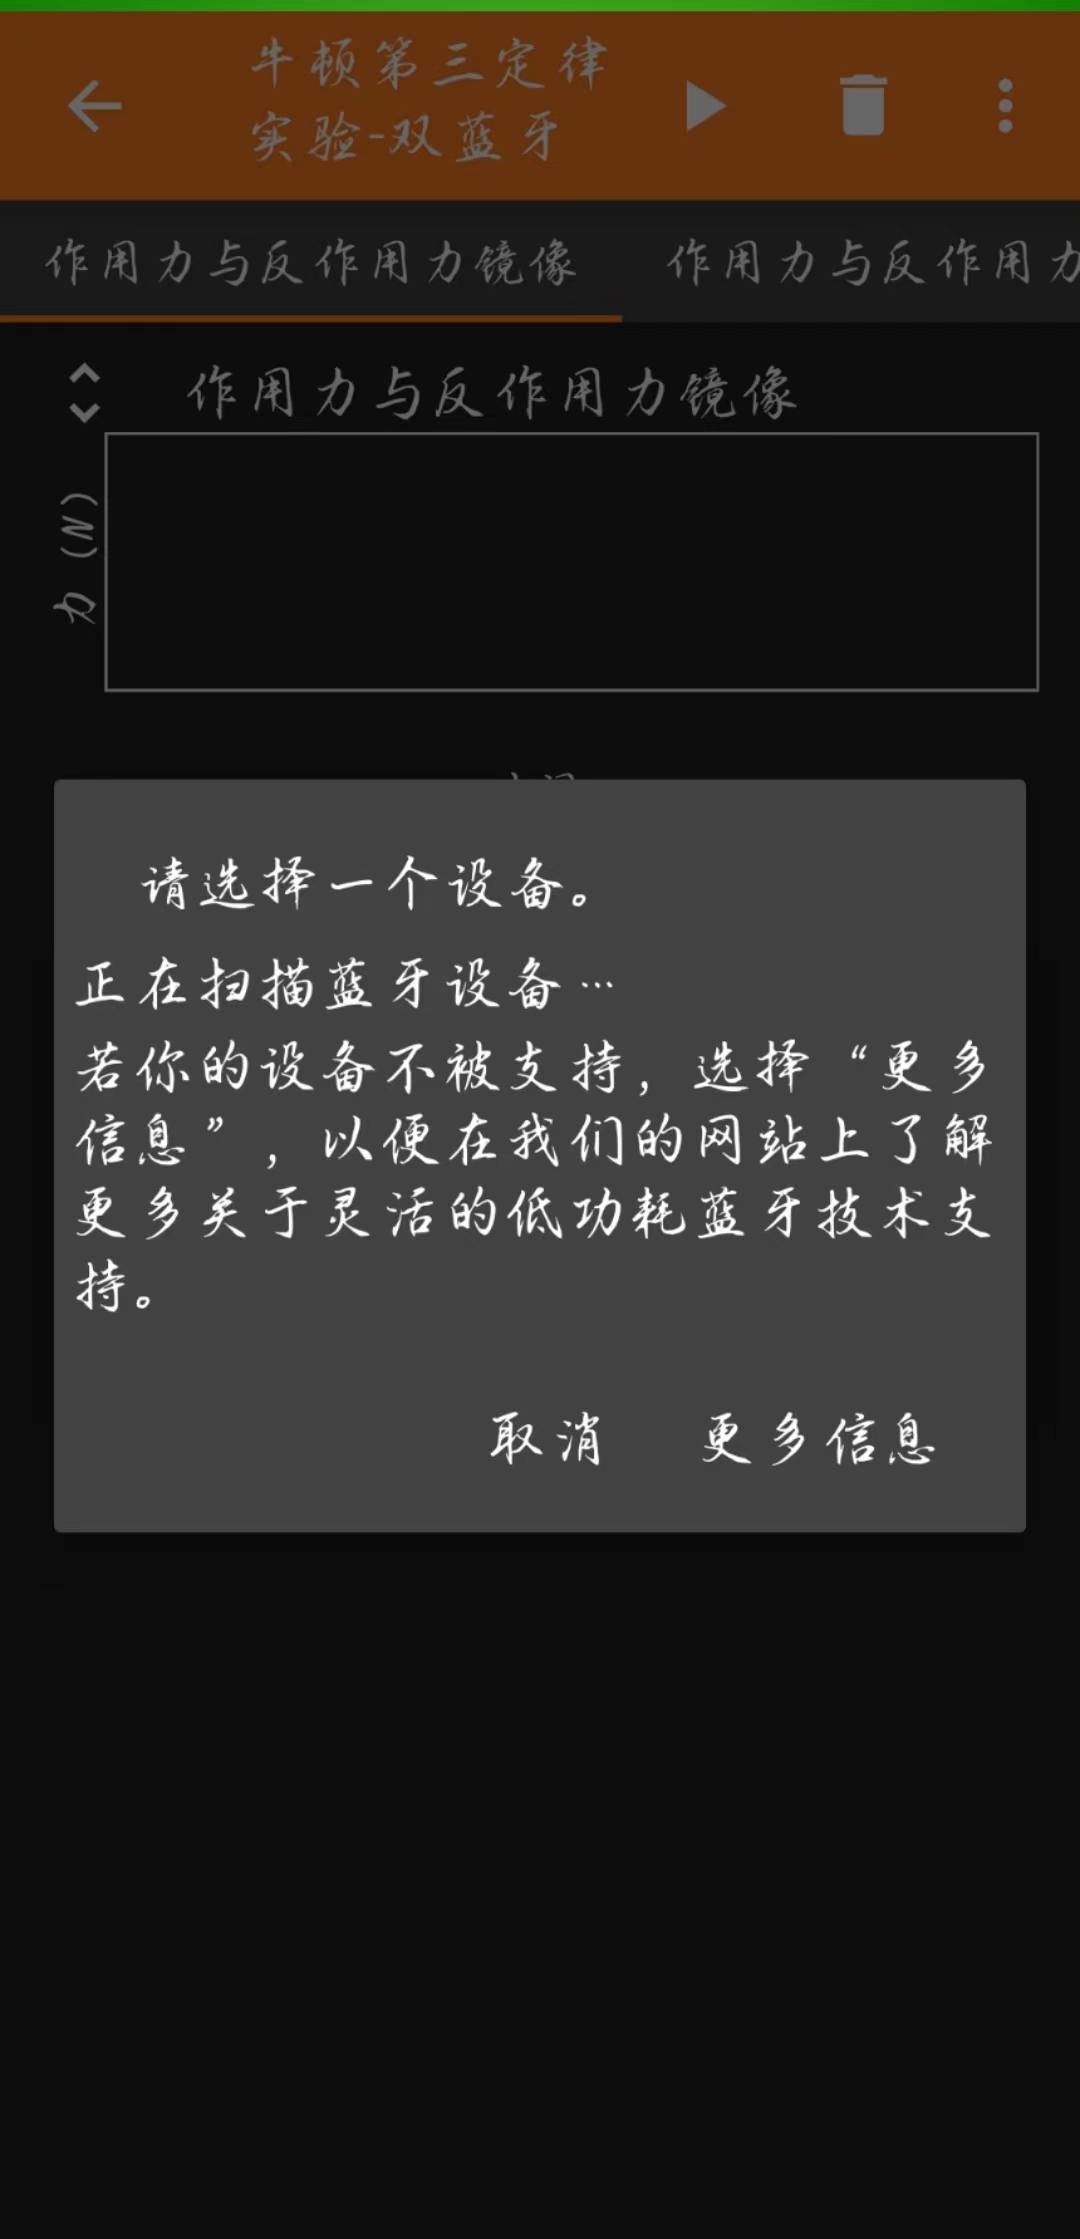 牛顿第三定律
实验-双蓝牙
作用力与反作用力镜像
作用力与反作用力
作用力与反作用力镜像
力 (N)
请选择一个设备。
正在扫描蓝牙设备…
若你的设备不被支持，选择“更多
信息”，以便在我们的网站上了解
更多关于灵活的低功耗蓝牙技术支
持。
取消
更多信息